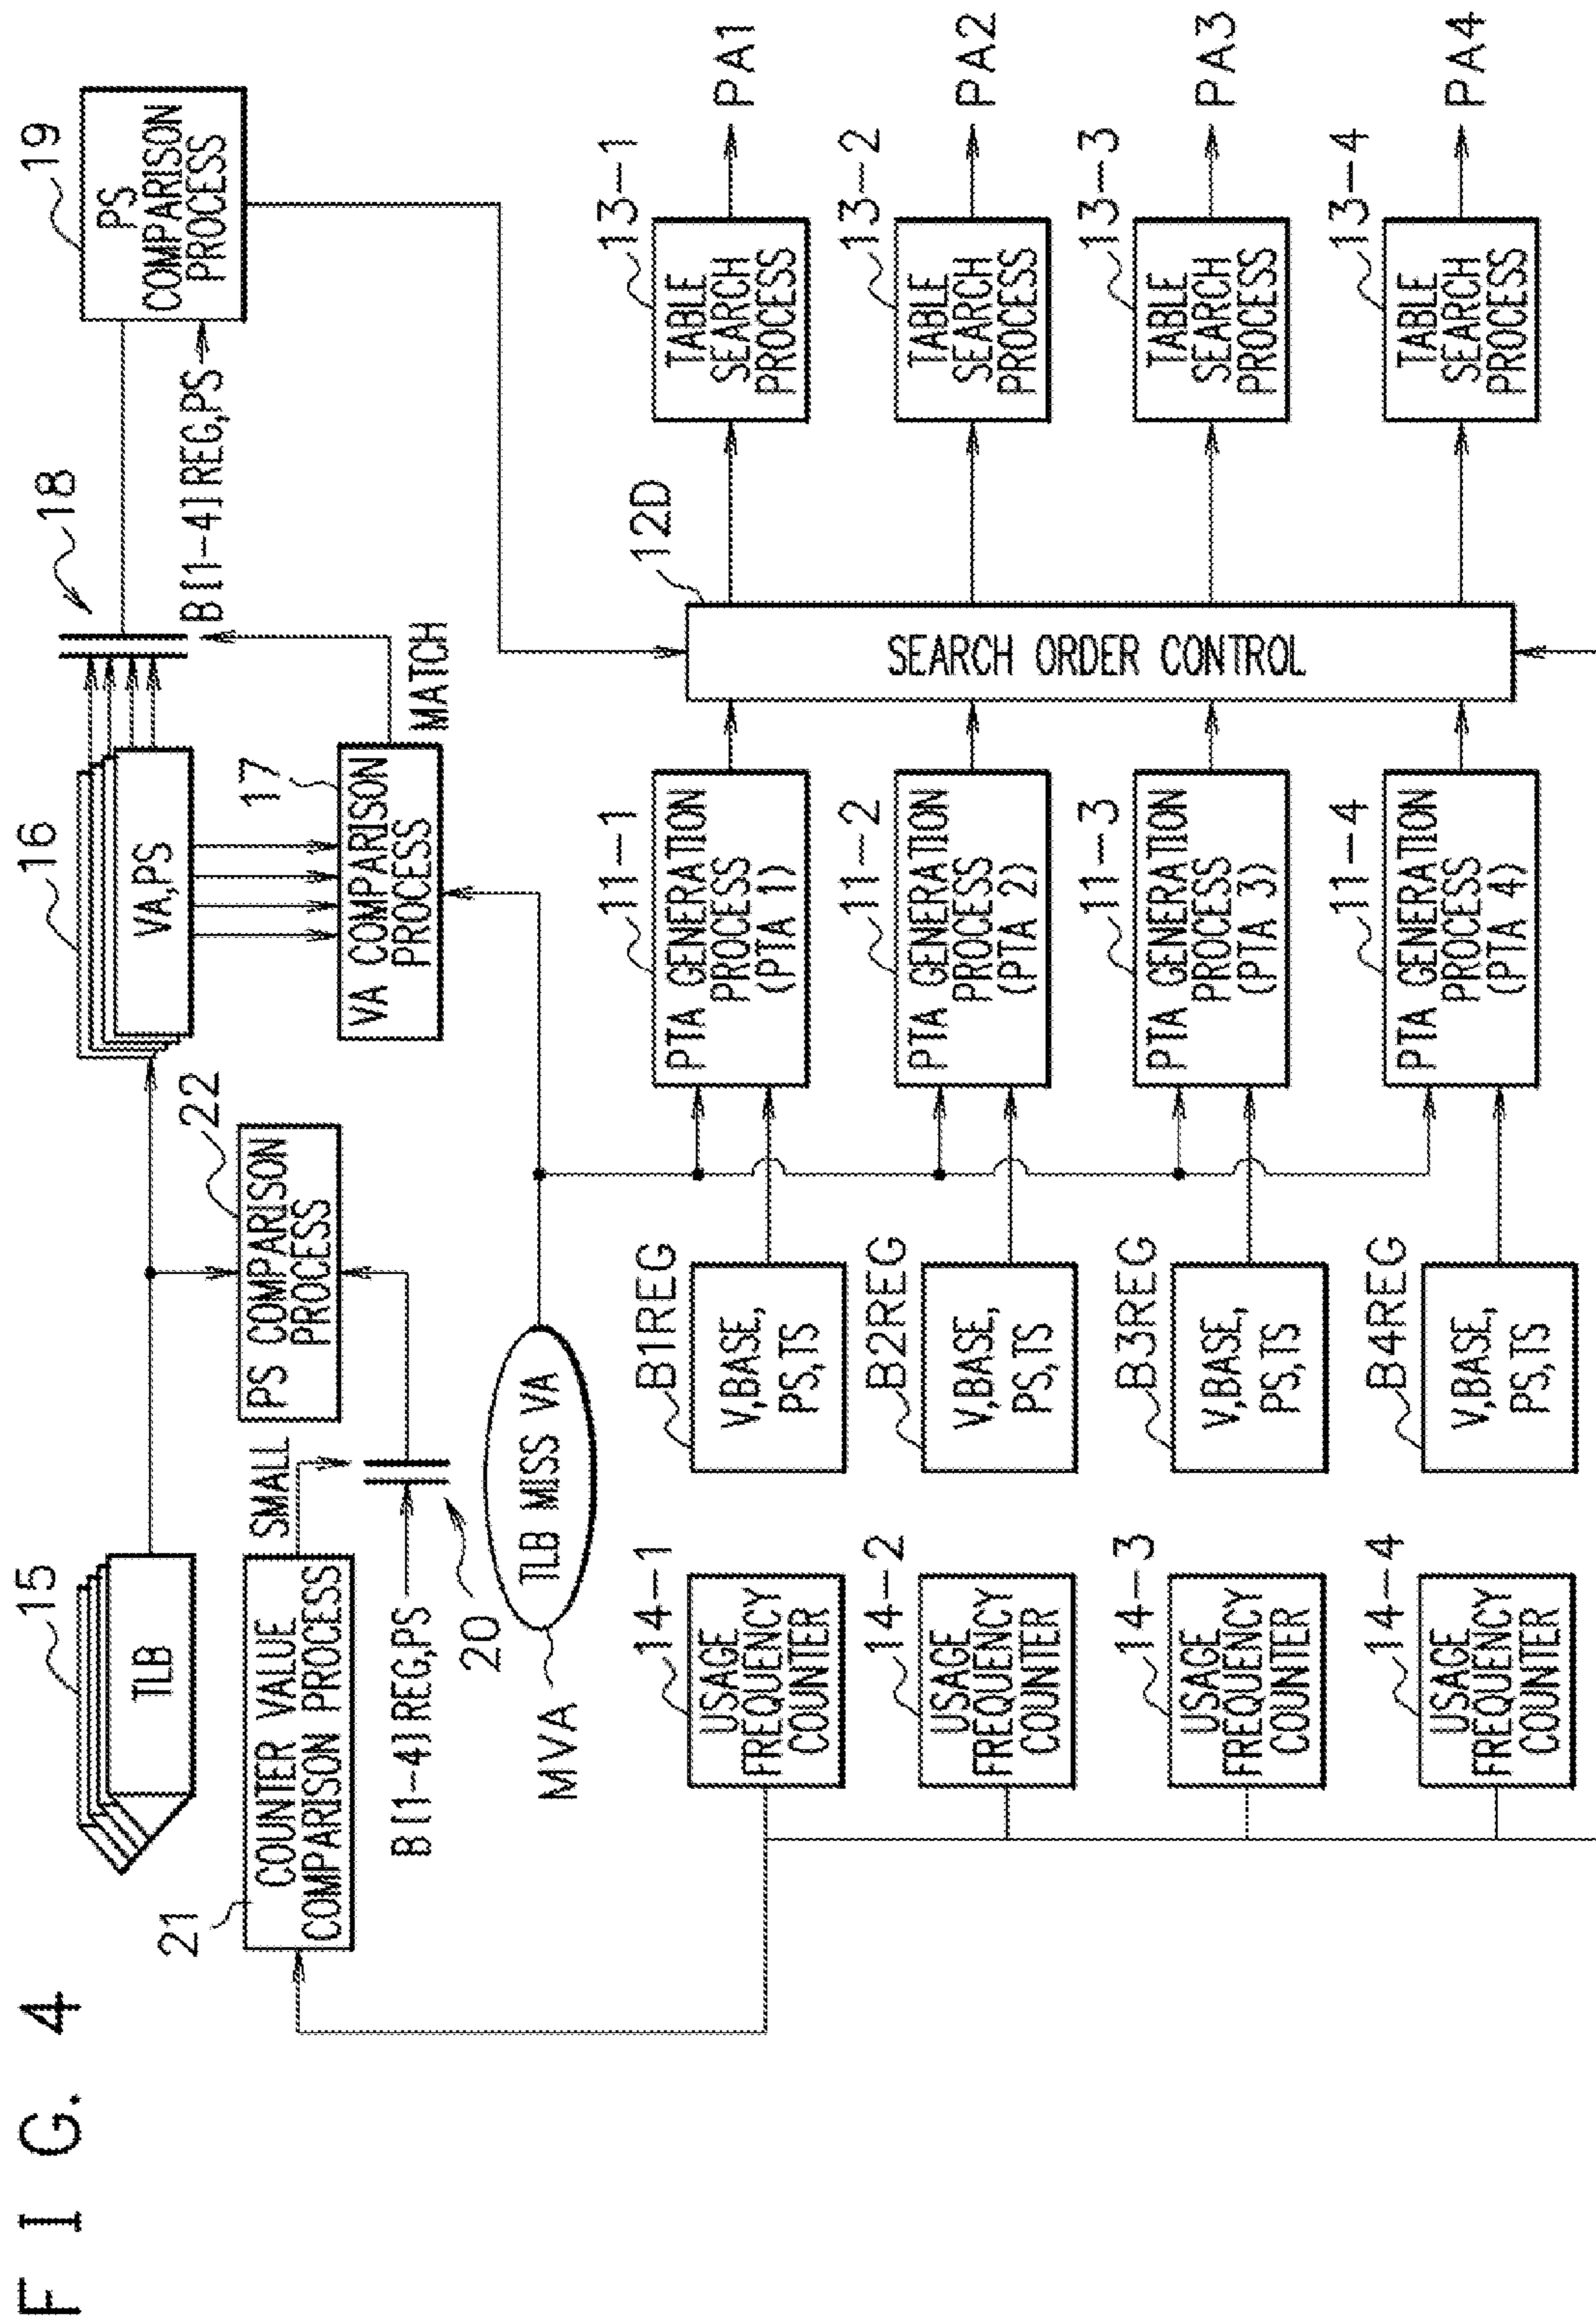 FIG. 4
15
TLB
16
VA,PS
18
19
PS
COMPARISON
PROCESS
B[1-4]REG,PS
22
PS COMPARISON
PROCESS
17
VA COMPARISON
PROCESS
MATCH
21
COUNTER VALUE
COMPARISON PROCESS
SMALL
B[1-4]REG,PS
20
MVA
TLB MISS VA
12D
SEARCH ORDER CONTROL
14-1
USAGE
FREQUENCY
COUNTER
B1REG
V,BASE,
PS,TS
11-1
PTA GENERATION
PROCESS
(PTA 1)
13-1
TABLE
SEARCH
PROCESS
PA1
14-2
USAGE
FREQUENCY
COUNTER
B2REG
V,BASE,
PS,TS
11-2
PTA GENERATION
PROCESS
(PTA 2)
13-2
TABLE
SEARCH
PROCESS
PA2
14-3
USAGE
FREQUENCY
COUNTER
B3REG
V,BASE,
PS,TS
11-3
PTA GENERATION
PROCESS
(PTA 3)
13-3
TABLE
SEARCH
PROCESS
PA3
14-4
USAGE
FREQUENCY
COUNTER
B4REG
V,BASE,
PS,TS
11-4
PTA GENERATION
PROCESS
(PTA 4)
13-4
TABLE
SEARCH
PROCESS
PA4